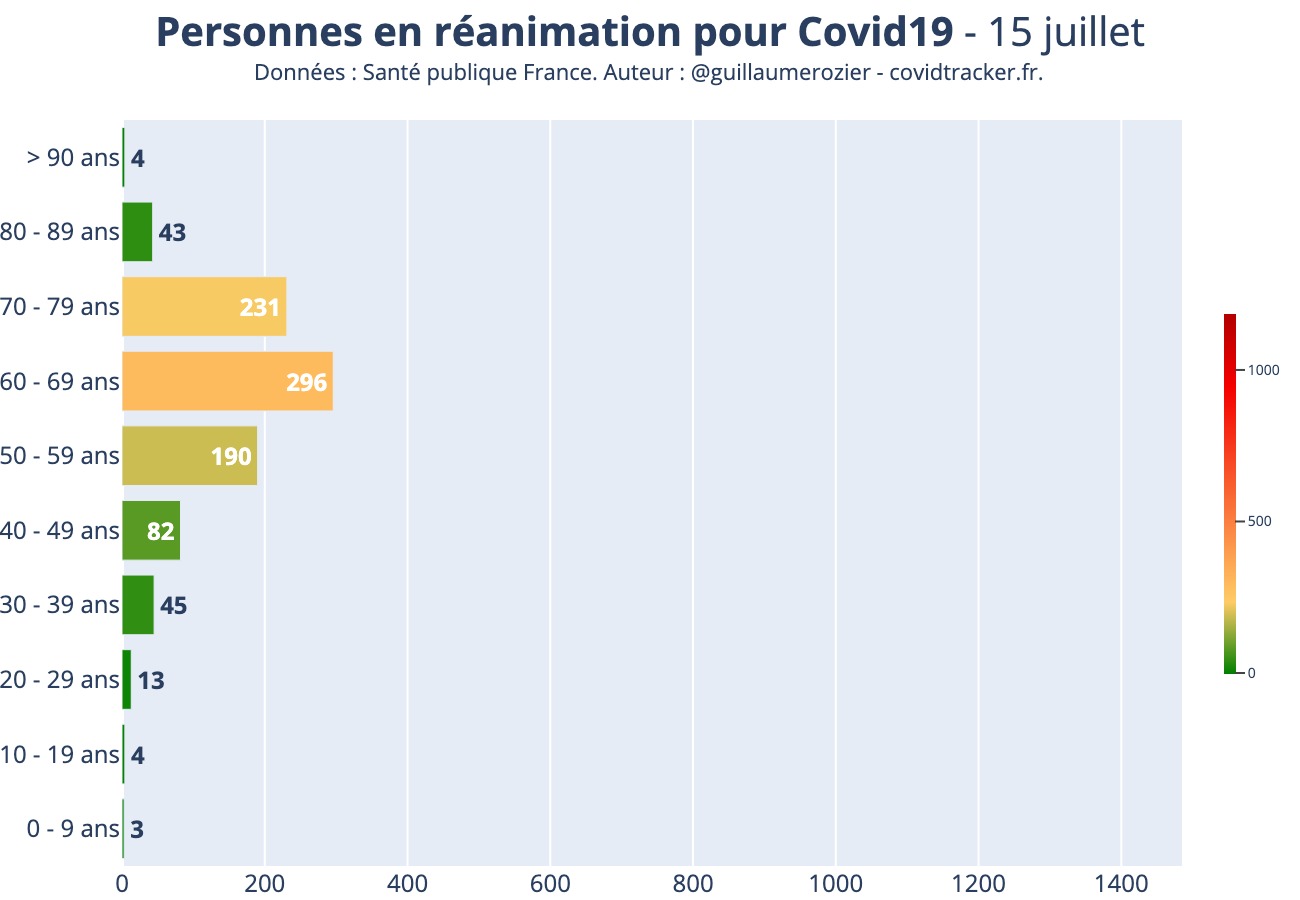 Personnes en réanimation pour Covid19 - 15 juillet
Données : Santé publique France. Auteur : @guillaumerozier - covidtracker.fr.
> 90 ans 4
80 - 89 ans 43
70 - 79 ans 231
60 - 69 ans 296
50 - 59 ans 190
40 - 49 ans 82
30 - 39 ans 45
20 - 29 ans 13
10 - 19 ans 4
0 - 9 ans 3
0 200 400 600 800 1000 1200 1400
1000
500
0